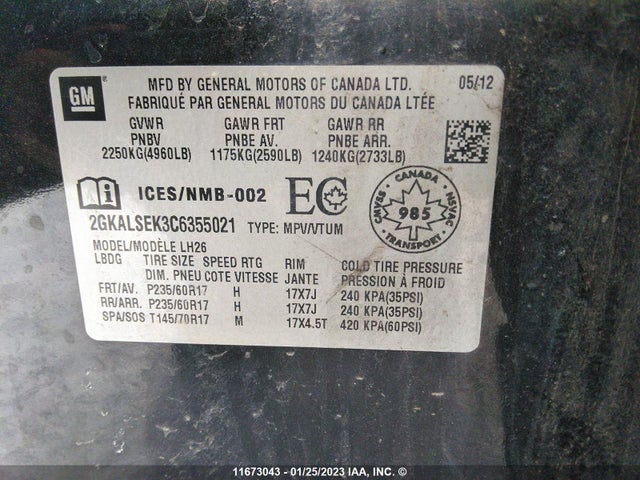 GM
MFD BY GENERAL MOTORS OF CANADA LTD. 05/12
FABRIQUÉ PAR GENERAL MOTORS DU CANADA LTÉE
GVWR GAWR FRT GAWR RR
PNBV PNBE AV. PNBE ARR.
2250KG(4960LB) 1175KG(2590LB) 1240KG(2733LB)
i ICES/NMB-002 EC CANADA CMVSS 985 NSVAC TRANSPORT
2GKALSEK3C6355021 TYPE: MPV/VTUM
MODEL/MODÈLE LH26
LBDG TIRE SIZE SPEED RTG RIM COLD TIRE PRESSURE
DIM. PNEU COTE VITESSE JANTE PRESSION À FROID
FRT/AV. P235/60R17 H 17X7J 240 KPA(35PSI)
RR/ARR. P235/60R17 H 17X7J 240 KPA(35PSI)
SPA/SOS T145/70R17 M 17X4.5T 420 KPA(60PSI)
11673043 - 01/25/2023 IAA, INC. ©